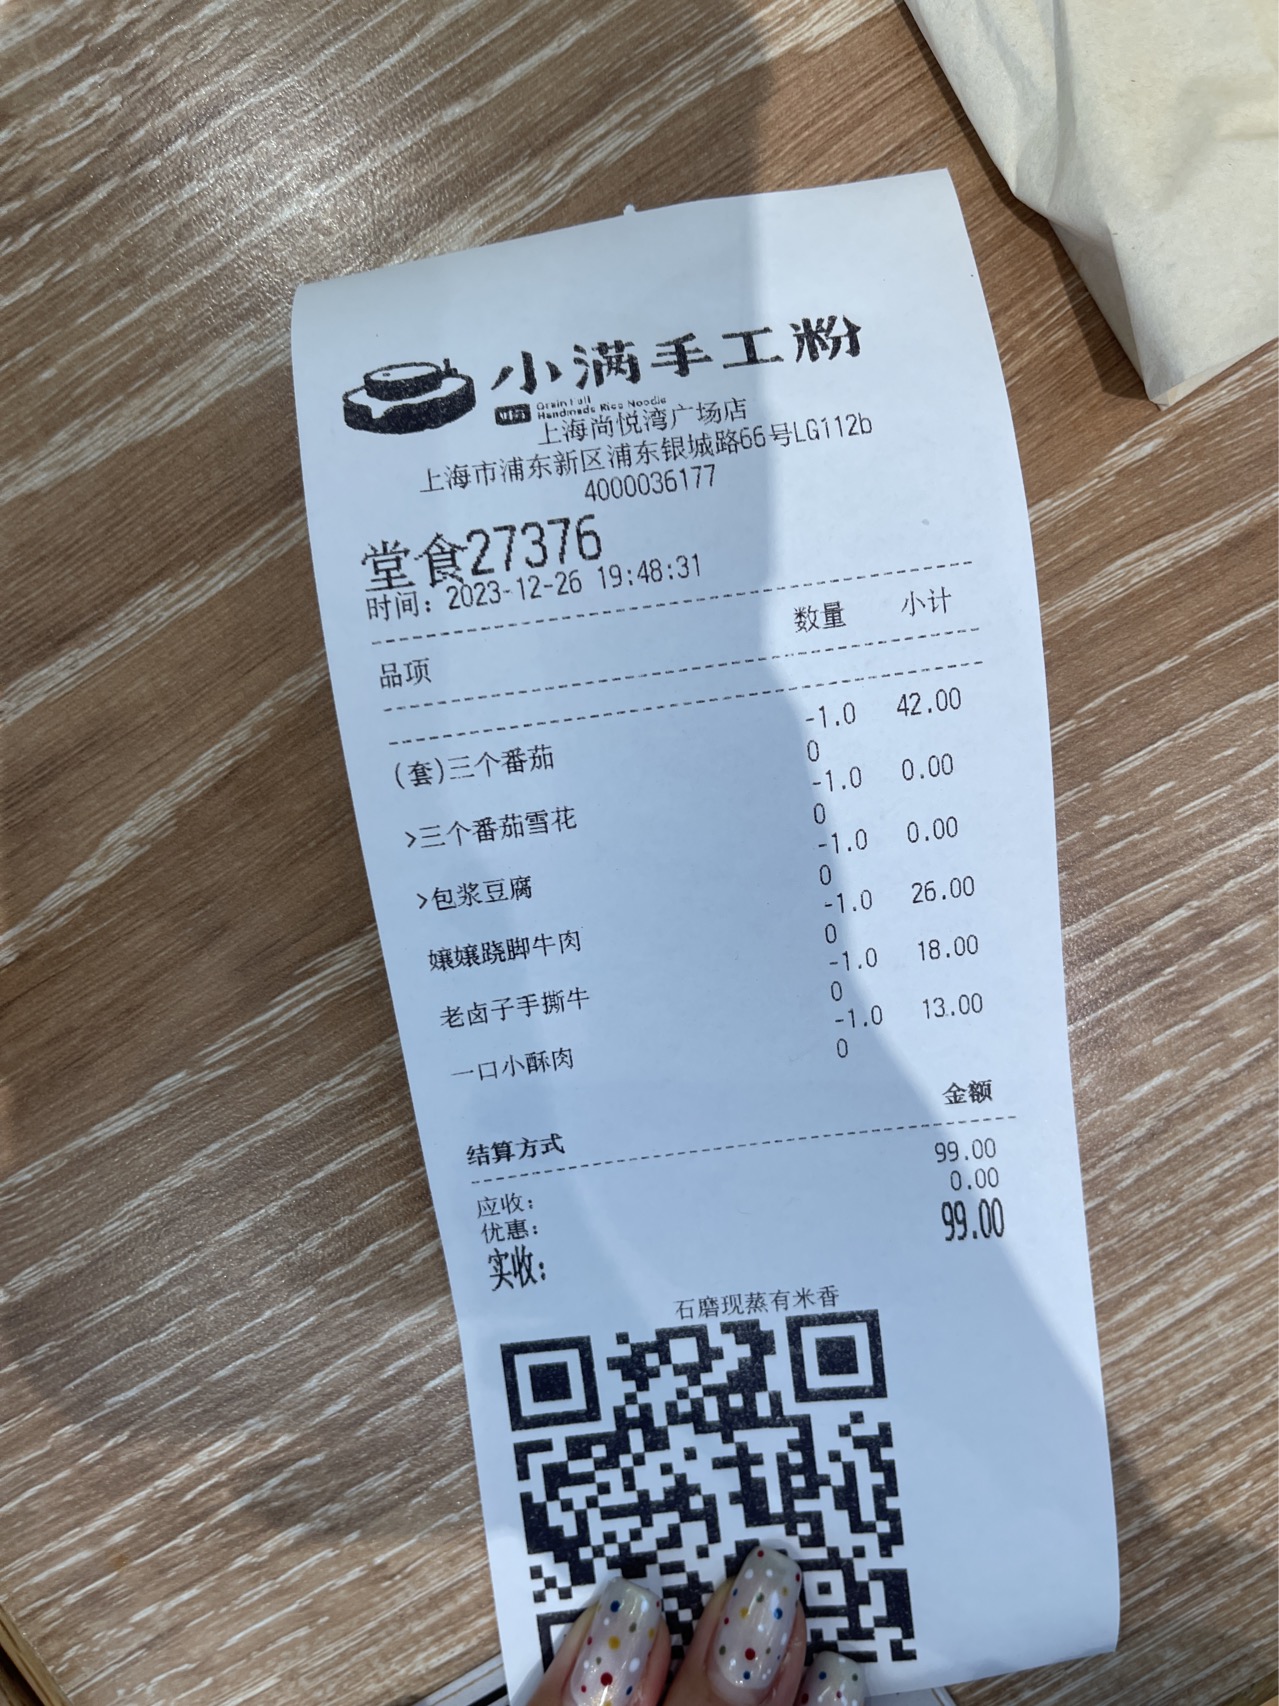 小满手工粉
Grain Full
Handmade Rice Noodle
上海尚悦湾广场店
上海市浦东新区浦东银城路66号LG112b
4000036177
堂食27376
时间：2023-12-26 19:48:31
品项 数量 小计
(套)三个番茄 -1.0 42.00
0
>三个番茄雪花 -1.0 0.00
0
>包浆豆腐 -1.0 0.00
0
孃孃跷脚牛肉 -1.0 26.00
0
老卤子手撕牛 -1.0 18.00
0
一口小酥肉 -1.0 13.00
0
结算方式 金额
应收： 99.00
优惠： 0.00
实收： 99.00
石磨现蒸有米香